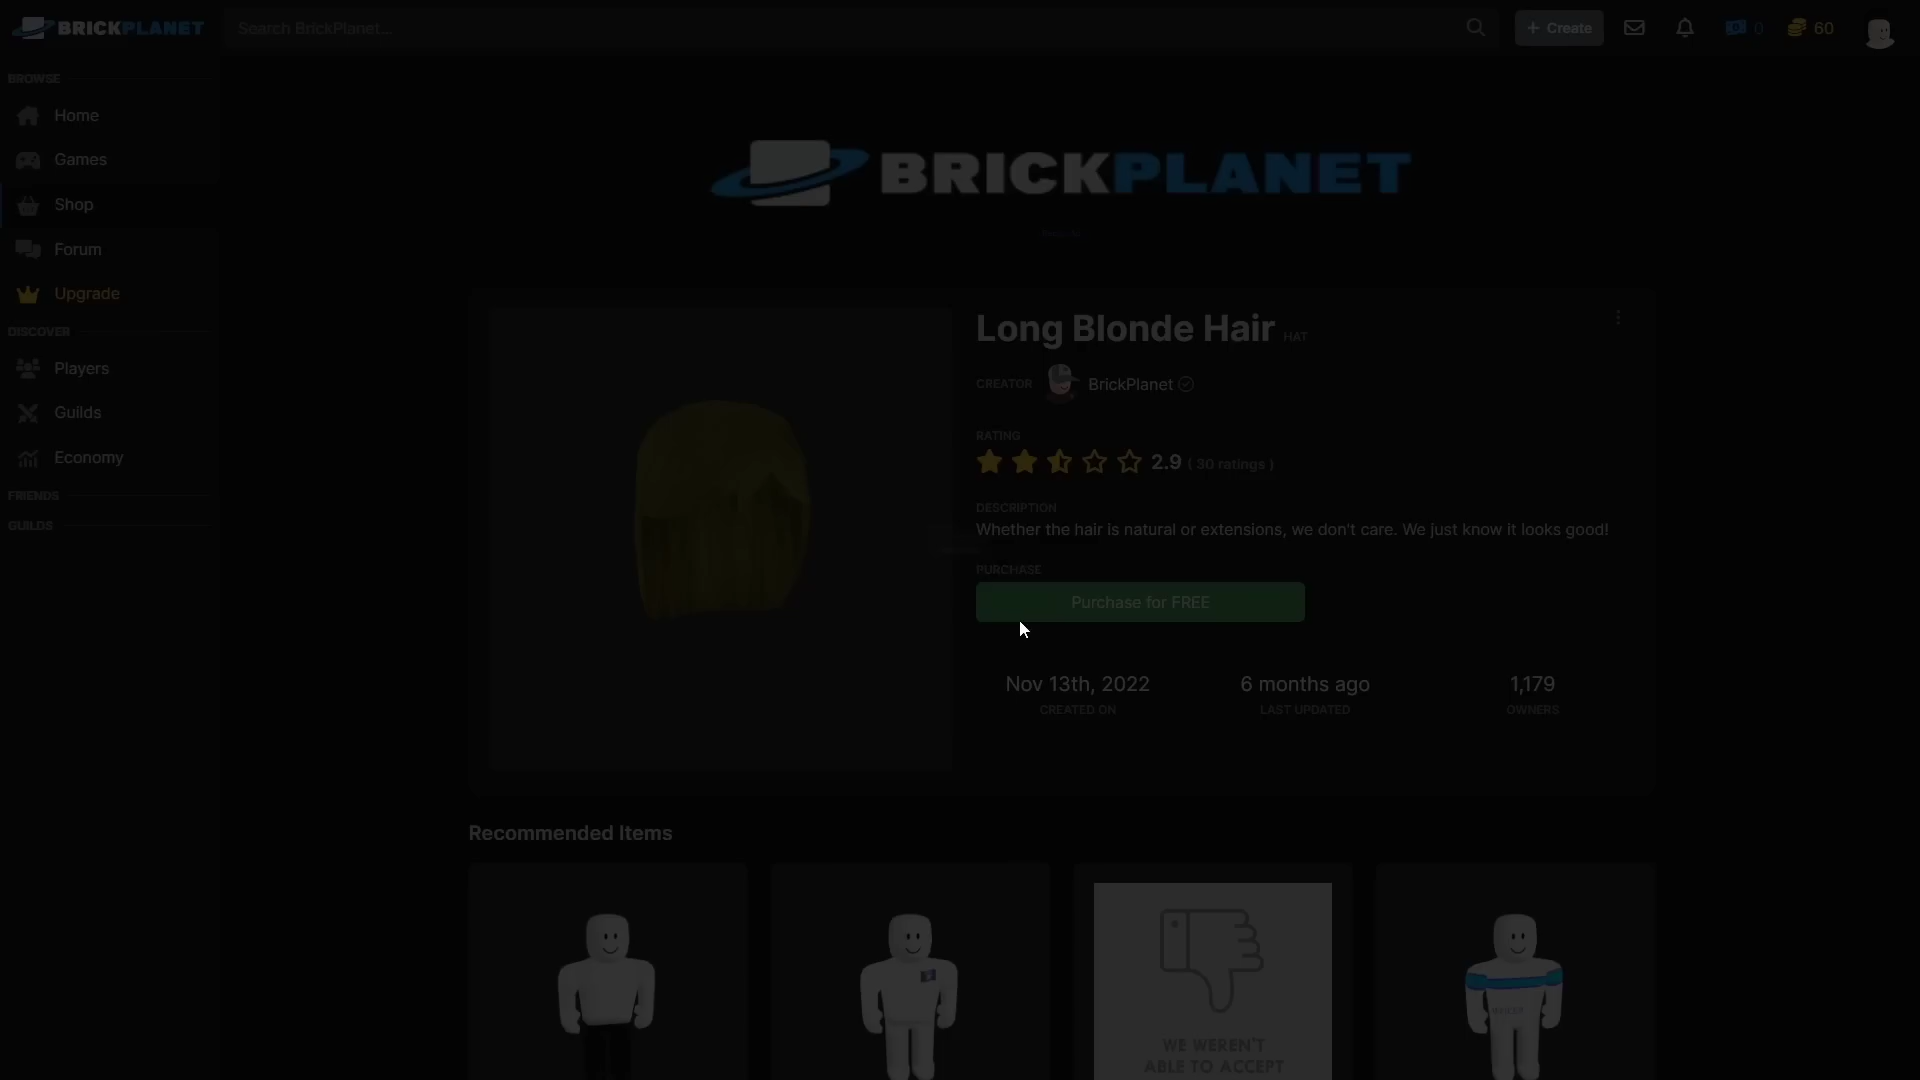 BRICKPLANET
Search BrickPlanet...
+ Create
0
60
BROWSE
Home
Games
Shop
Forum
Upgrade
DISCOVER
Players
Guilds
Economy
FRIENDS
GUILDS
BRICKPLANET
Long Blonde Hair HAT
CREATOR BrickPlanet
RATING
2.9 ( 30 ratings )
DESCRIPTION
Whether the hair is natural or extensions, we don't care. We just know it looks good!
PURCHASE
Purchase for FREE
Nov 13th, 2022
CREATED ON
6 months ago
LAST UPDATED
1,179
OWNERS
Recommended Items
WE WEREN'T
ABLE TO ACCEPT